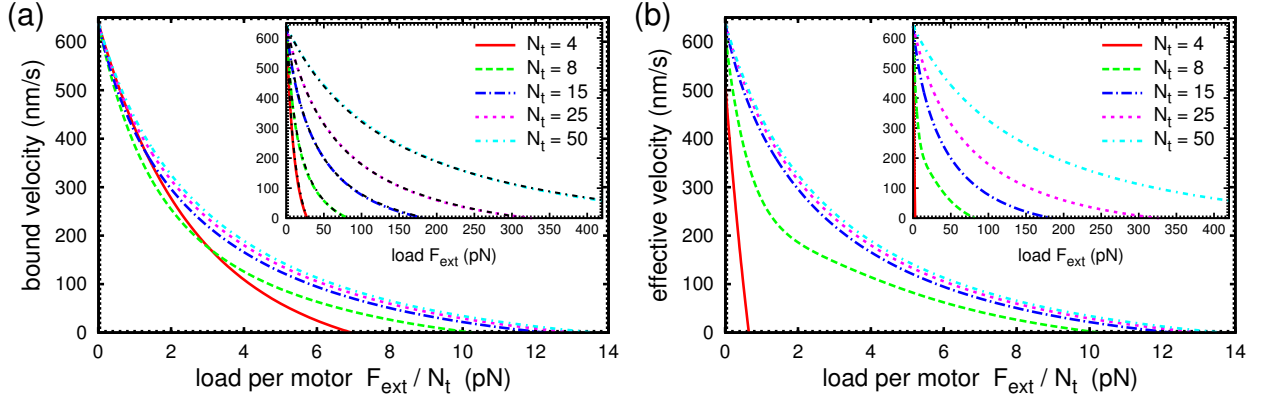 (a)
bound velocity (nm/s)
600
500
400
300
200
100
0
0 2 4 6 8 10 12 14
load per motor F_ext / N_t (pN)
650
600
500
400
300
200
100
0
0 50 100 150 200 250 300 350 400
load F_ext (pN)
N_t = 4
N_t = 8
N_t = 15
N_t = 25
N_t = 50
(b)
effective velocity (nm/s)
600
500
400
300
200
100
0
0 2 4 6 8 10 12 14
load per motor F_ext / N_t (pN)
650
600
500
400
300
200
100
0
0 50 100 150 200 250 300 350 400
load F_ext (pN)
N_t = 4
N_t = 8
N_t = 15
N_t = 25
N_t = 50